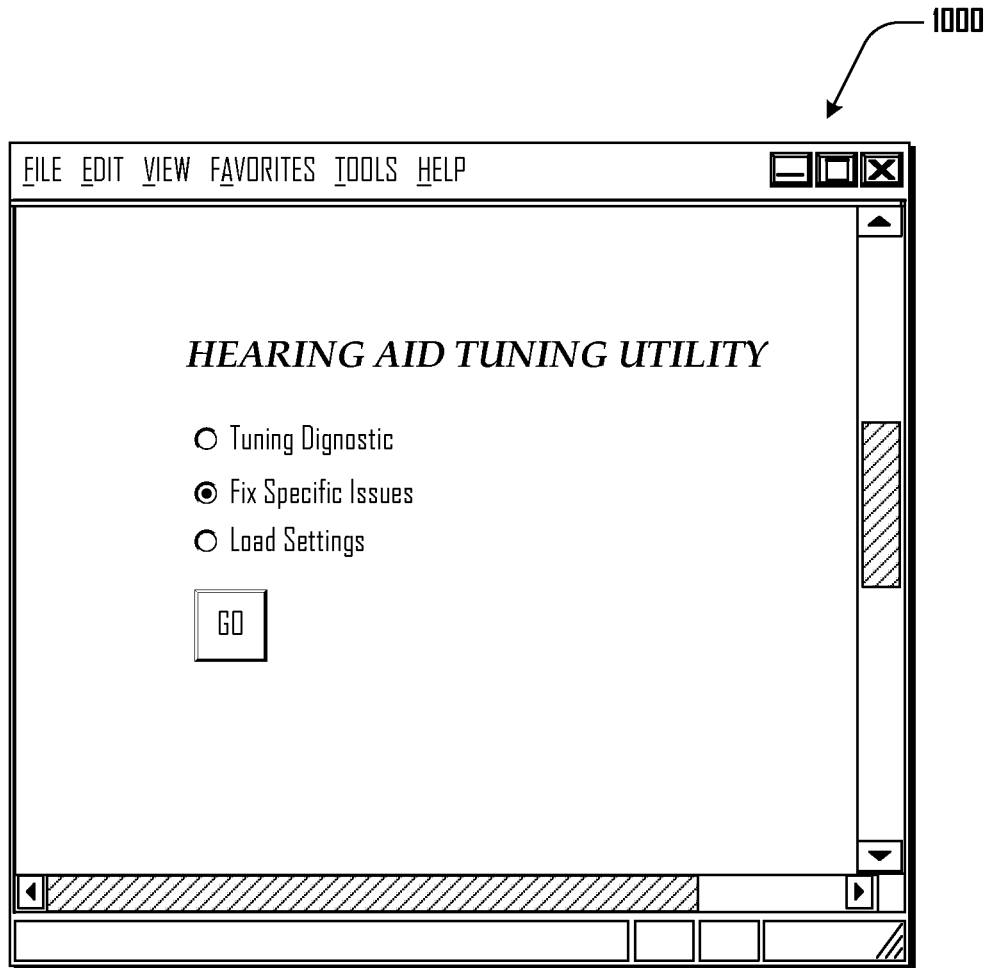 1000
FILE EDIT VIEW FAVORITES TOOLS HELP
HEARING AID TUNING UTILITY
Tuning Dignostic
Fix Specific Issues
Load Settings
GO